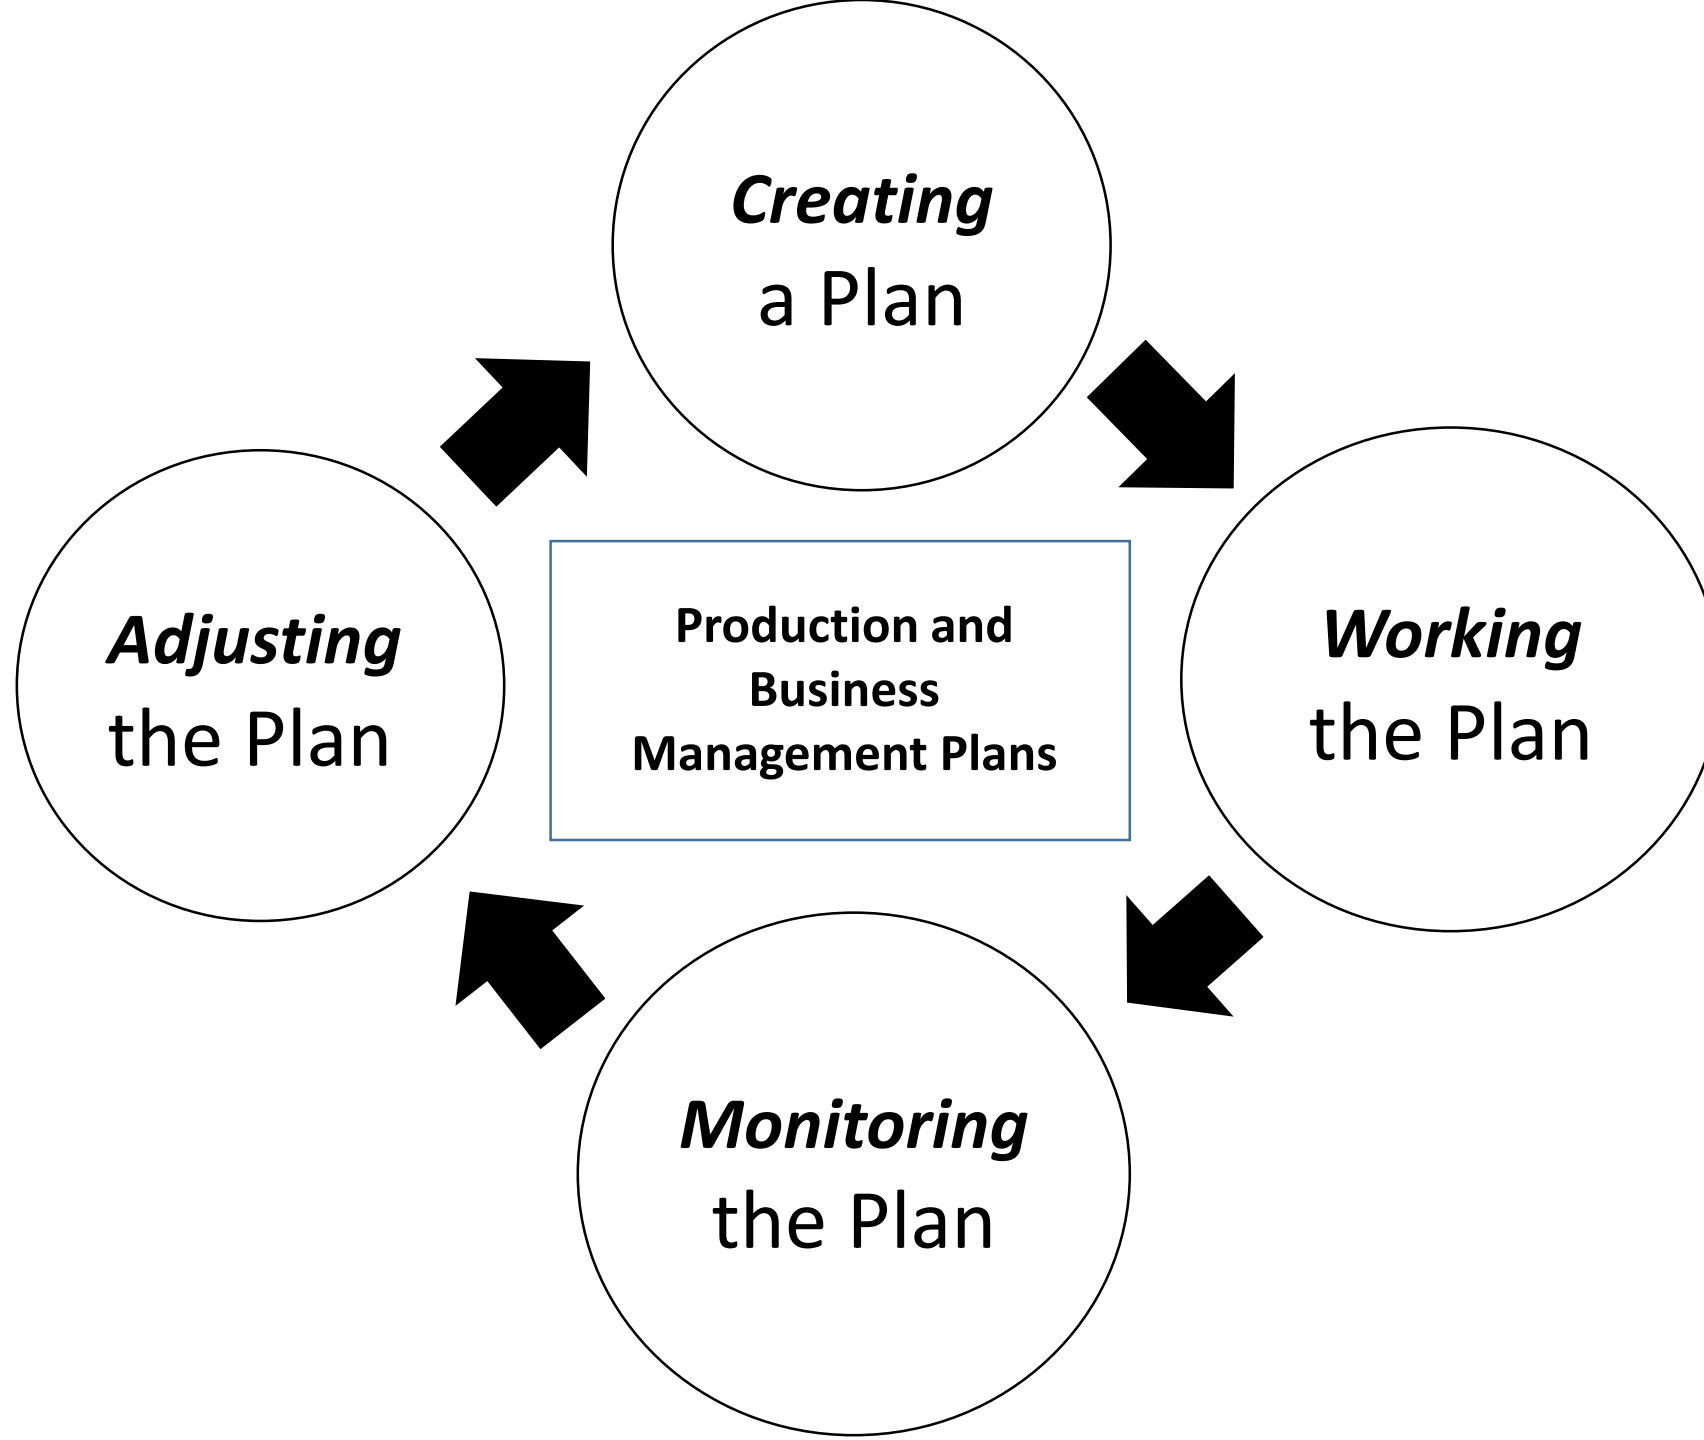 Creating
a Plan
Working
the Plan
Monitoring
the Plan
Adjusting
the Plan
Production and
Business
Management Plans